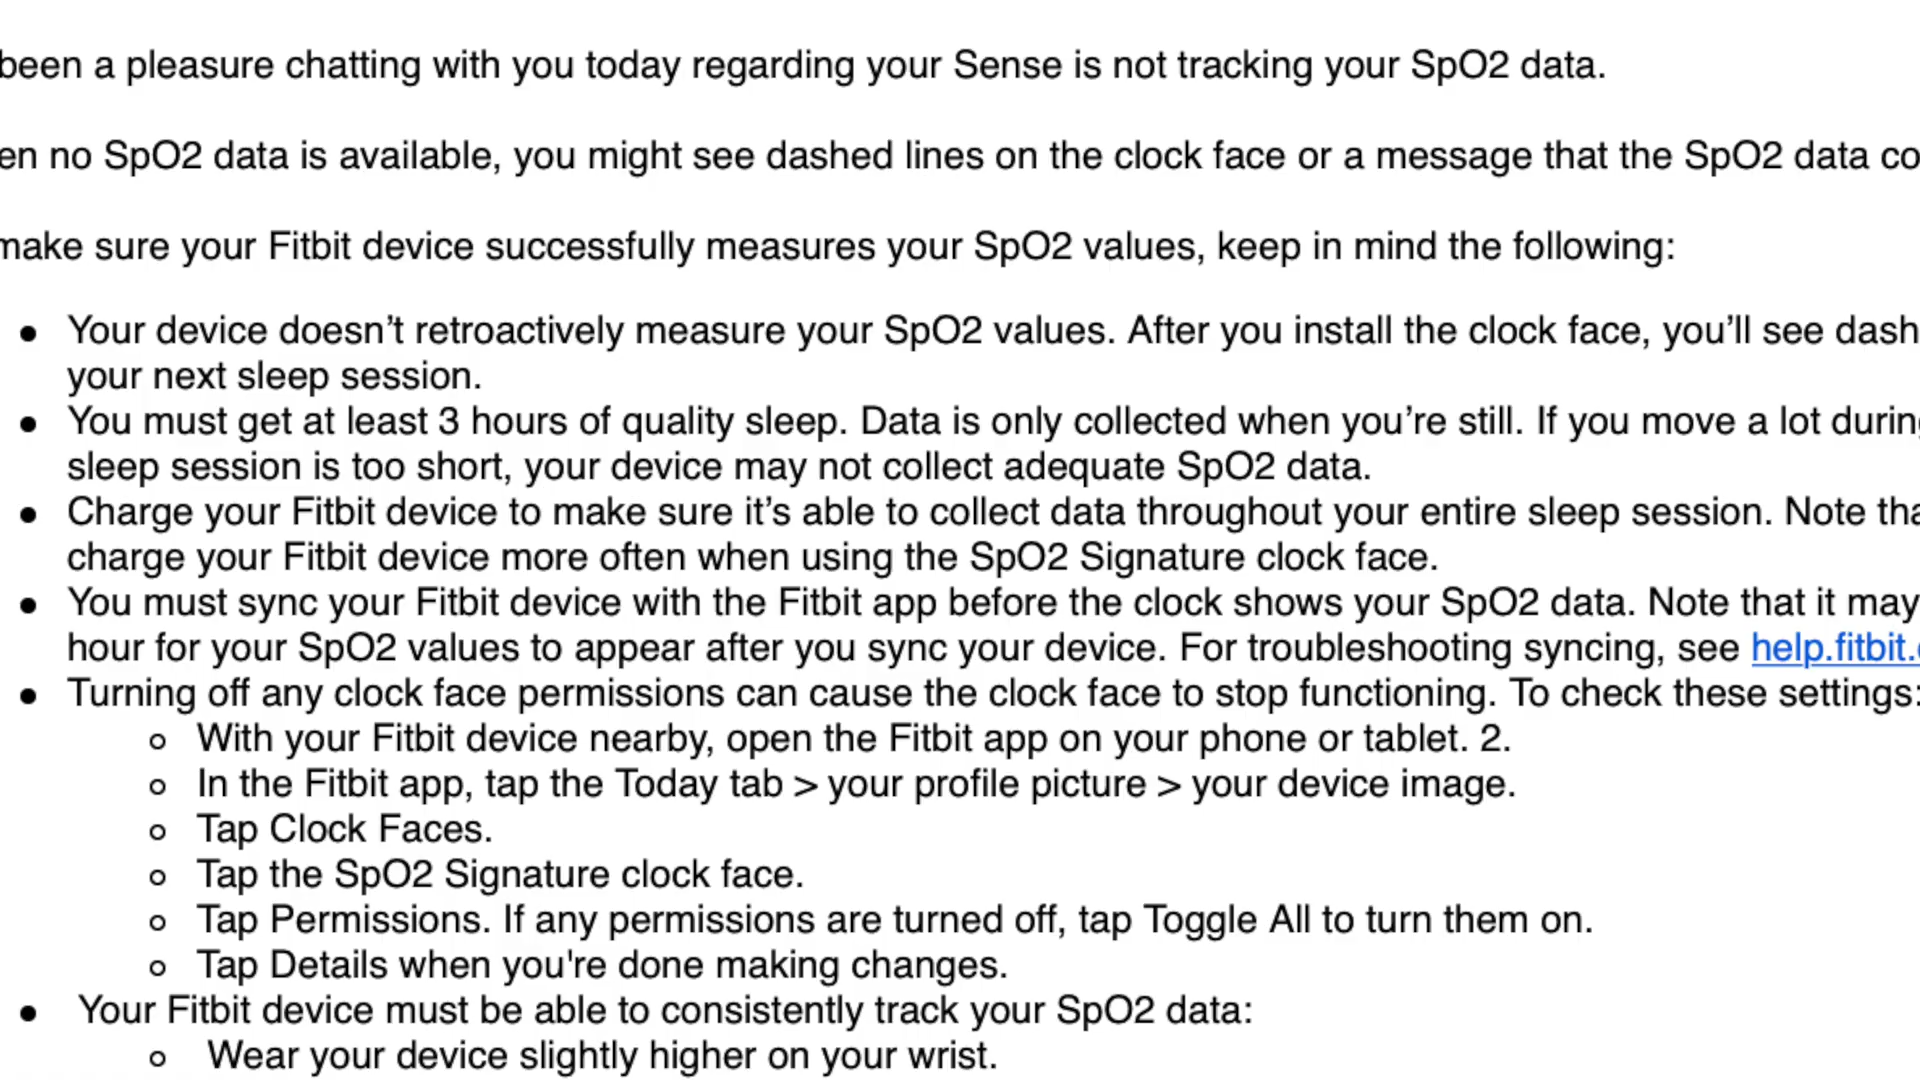 been a pleasure chatting with you today regarding your Sense is not tracking your SpO2 data.
en no SpO2 data is available, you might see dashed lines on the clock face or a message that the SpO2 data co
make sure your Fitbit device successfully measures your SpO2 values, keep in mind the following:
• Your device doesn’t retroactively measure your SpO2 values. After you install the clock face, you’ll see dash
your next sleep session.
• You must get at least 3 hours of quality sleep. Data is only collected when you’re still. If you move a lot during
sleep session is too short, your device may not collect adequate SpO2 data.
• Charge your Fitbit device to make sure it’s able to collect data throughout your entire sleep session. Note tha
charge your Fitbit device more often when using the SpO2 Signature clock face.
• You must sync your Fitbit device with the Fitbit app before the clock shows your SpO2 data. Note that it may
hour for your SpO2 values to appear after you sync your device. For troubleshooting syncing, see help.fitbit.
• Turning off any clock face permissions can cause the clock face to stop functioning. To check these settings:
○ With your Fitbit device nearby, open the Fitbit app on your phone or tablet. 2.
○ In the Fitbit app, tap the Today tab > your profile picture > your device image.
○ Tap Clock Faces.
○ Tap the SpO2 Signature clock face.
○ Tap Permissions. If any permissions are turned off, tap Toggle All to turn them on.
○ Tap Details when you're done making changes.
• Your Fitbit device must be able to consistently track your SpO2 data:
○ Wear your device slightly higher on your wrist.